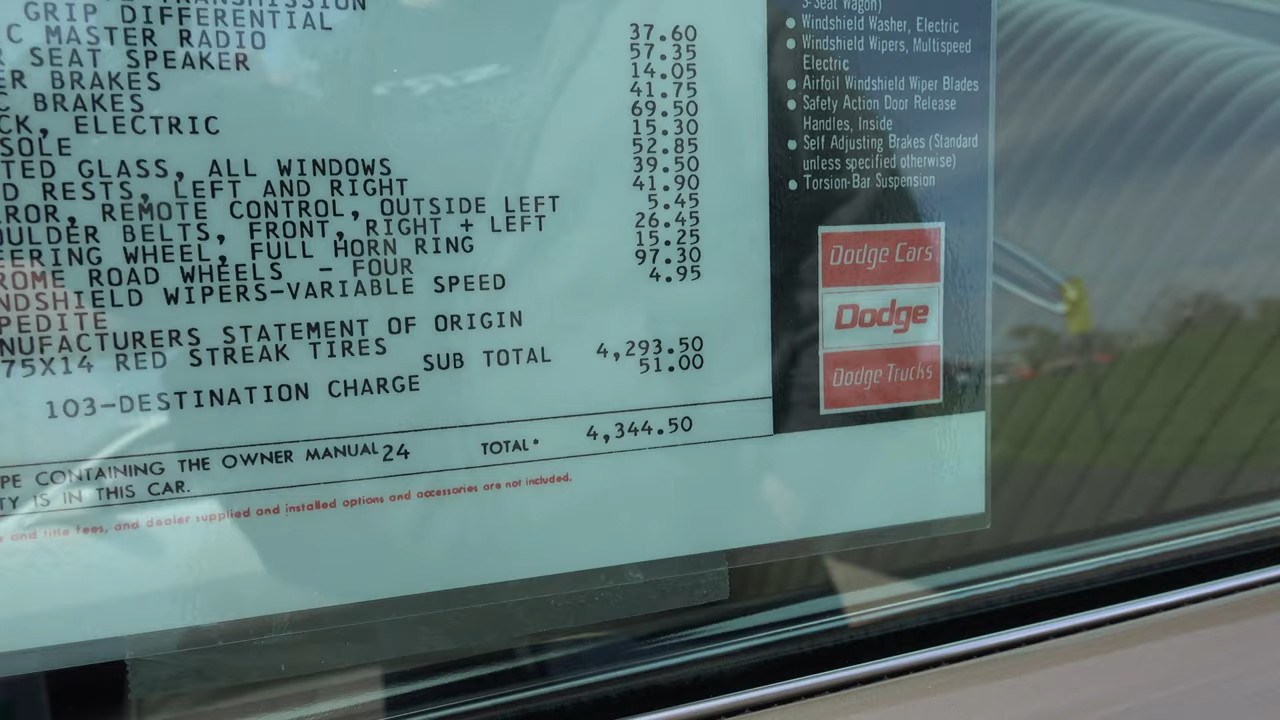 TRANSMISSION
GRIP DIFFERENTIAL
C MASTER RADIO 37.60
SEAT SPEAKER 57.35
ER BRAKES 14.05
C BRAKES 41.75
CK, ELECTRIC 69.50
SOLE 15.30
TED GLASS, ALL WINDOWS 52.85
D RESTS, LEFT AND RIGHT 39.50
ROR, REMOTE CONTROL, OUTSIDE LEFT 41.90
OULDER BELTS, FRONT, RIGHT + LEFT 5.45
EERING WHEEL, FULL HORN RING 26.45
ROME ROAD WHEELS - FOUR 15.25
NDSHIELD WIPERS-VARIABLE SPEED 97.30
PEDITE 4.95
NUFACTURERS STATEMENT OF ORIGIN
75X14 RED STREAK TIRES
SUB TOTAL 4,293.50
103-DESTINATION CHARGE 51.00
PE CONTAINING THE OWNER MANUAL 24 TOTAL* 4,344.50
TY IS IN THIS CAR.
and title fees, and dealer supplied and installed options and accessories are not included.
3-Seat Wagon)
● Windshield Washer, Electric
● Windshield Wipers, Multispeed
Electric
● Airfoil Windshield Wiper Blades
● Safety Action Door Release
Handles, Inside
● Self Adjusting Brakes (Standard
unless specified otherwise)
● Torsion-Bar Suspension
Dodge Cars
Dodge
Dodge Trucks